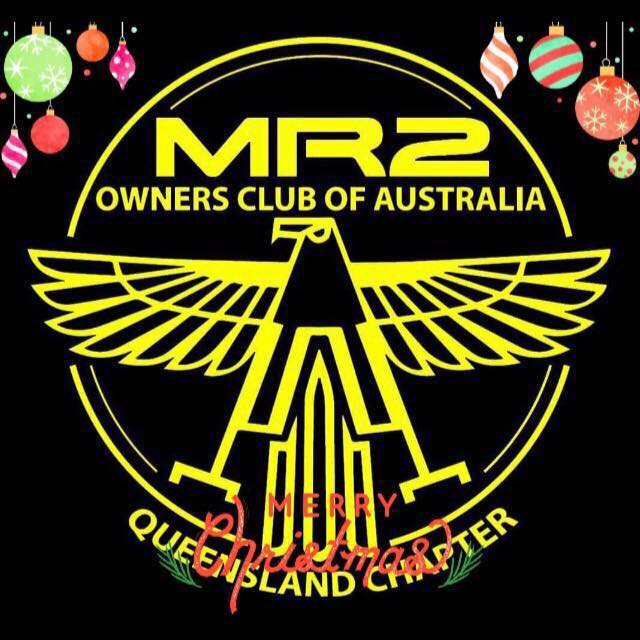 MR2
OWNERS CLUB OF AUSTRALIA
MERRY
Christmas
QUEENSLAND CHAPTER